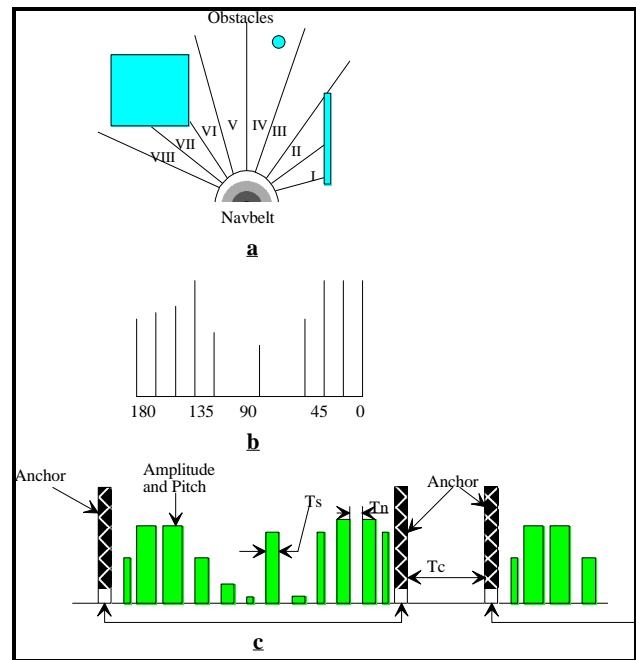 Obstacles
VIII VII VI V IV III II I
Navbelt
a
180 135 90 45 0
b
Anchor
Amplitude
and Pitch
Ts
Tn
Anchor
Tc
c